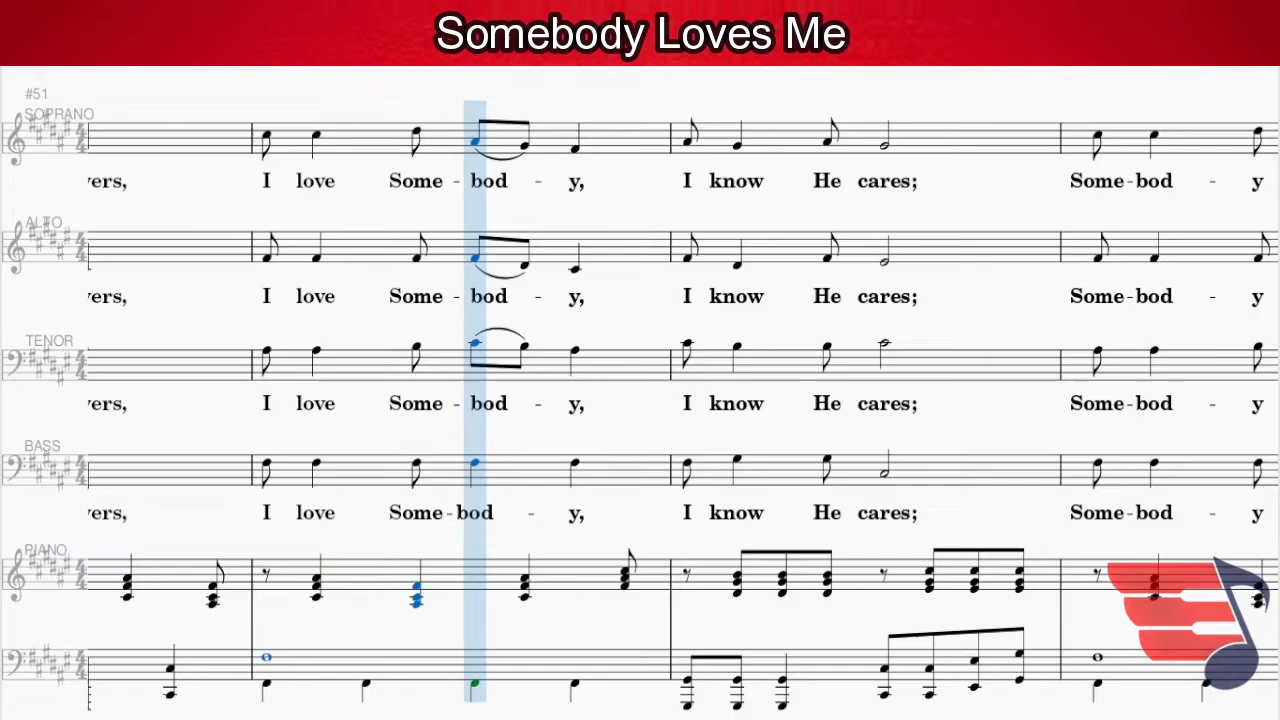 Somebody Loves Me
#51
SOPRANO
vers, I love Some - bod - y, I know He cares; Some - bod - y
ALTO
vers, I love Some - bod - y, I know He cares; Some - bod - y
TENOR
vers, I love Some - bod - y, I know He cares; Some - bod - y
BASS
vers, I love Some - bod - y, I know He cares; Some - bod - y
PIANO